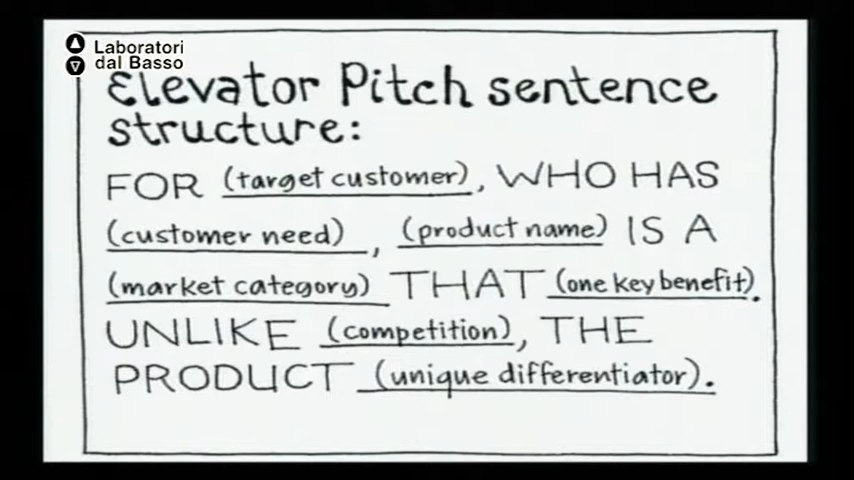 Laboratori
dal Basso
Elevator Pitch sentence
structure:
FOR (target customer), WHO HAS
(customer need), (product name) IS A
(market category) THAT (one key benefit).
UNLIKE (competition), THE
PRODUCT (unique differentiator).